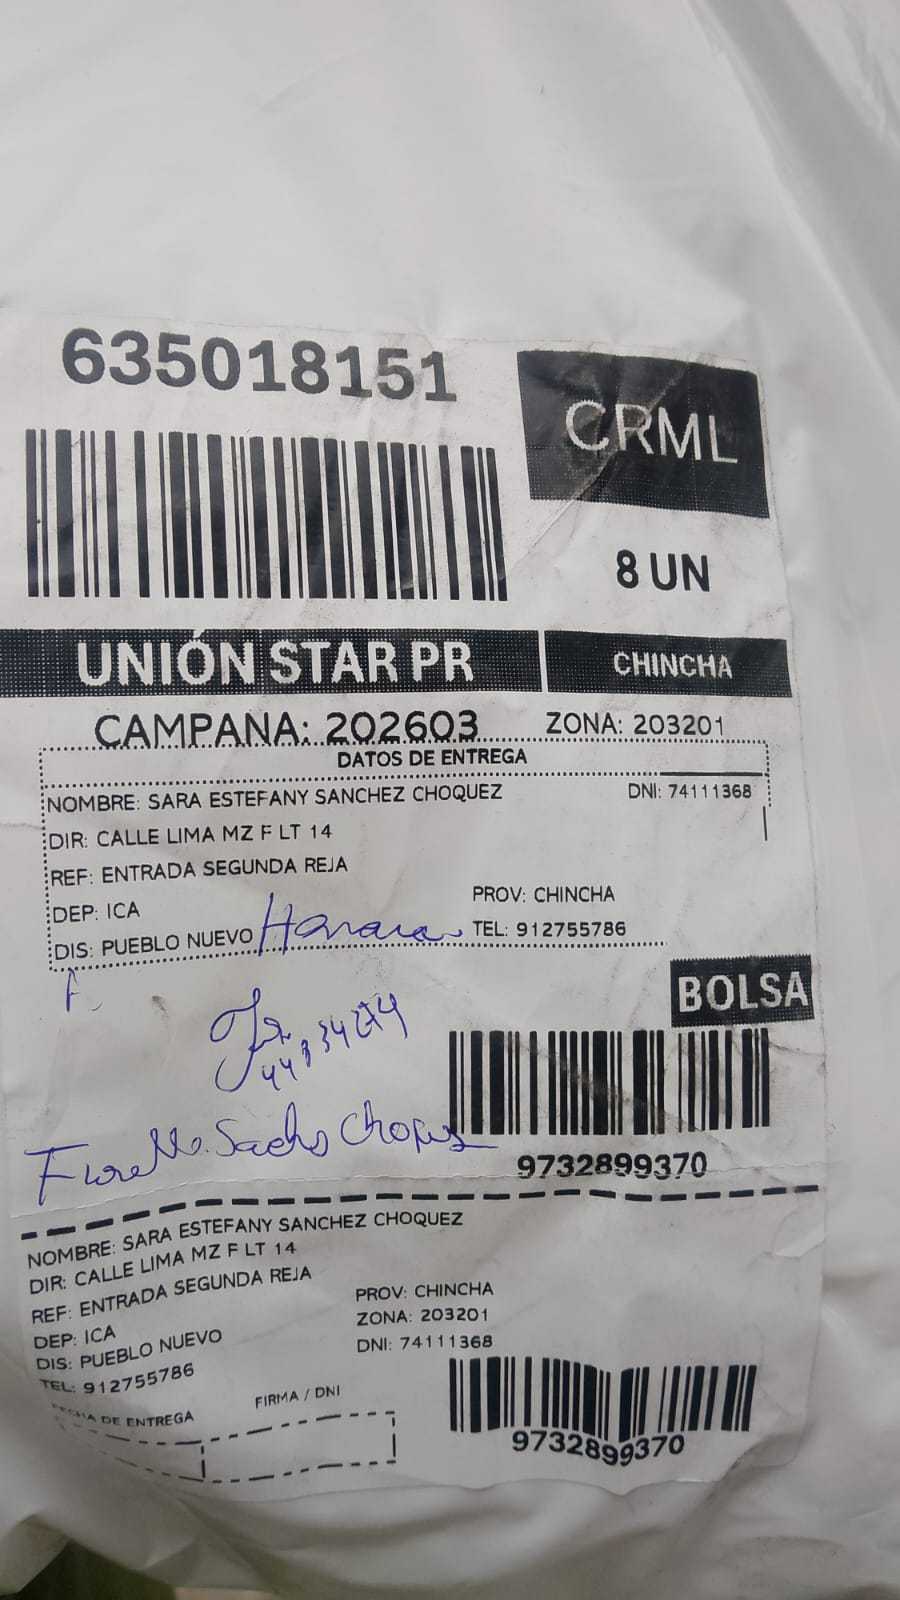 635018151
CRML
8 UN
UNIÓN STAR PR
CHINCHA
CAMPANA: 202603
ZONA: 203201
DATOS DE ENTREGA
NOMBRE: SARA ESTEFANY SANCHEZ CHOQUEZ DNI: 74111368
DIR: CALLE LIMA MZ F LT 14
REF: ENTRADA SEGUNDA REJA
DEP: ICA PROV: CHINCHA
DIS: PUEBLO NUEVO TEL: 912755786
BOLSA
9732899370
NOMBRE: SARA ESTEFANY SANCHEZ CHOQUEZ
DIR: CALLE LIMA MZ F LT 14
REF: ENTRADA SEGUNDA REJA
DEP: ICA PROV: CHINCHA
DIS: PUEBLO NUEVO ZONA: 203201
TEL: 912755786 DNI: 74111368
FECHA DE ENTREGA FIRMA / DNI
9732899370